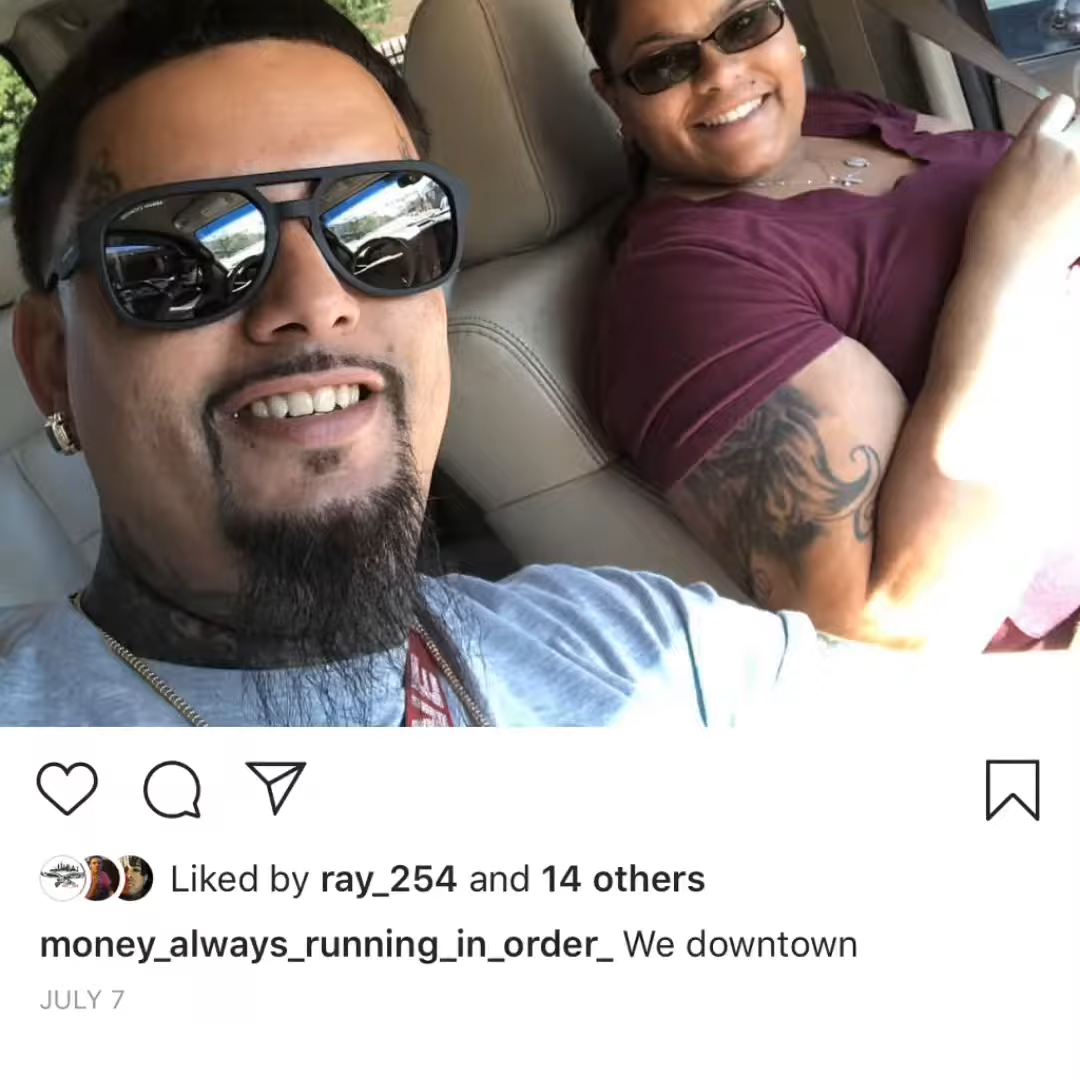 Liked by ray_254 and 14 others
money_always_running_in_order_ We downtown
JULY 7